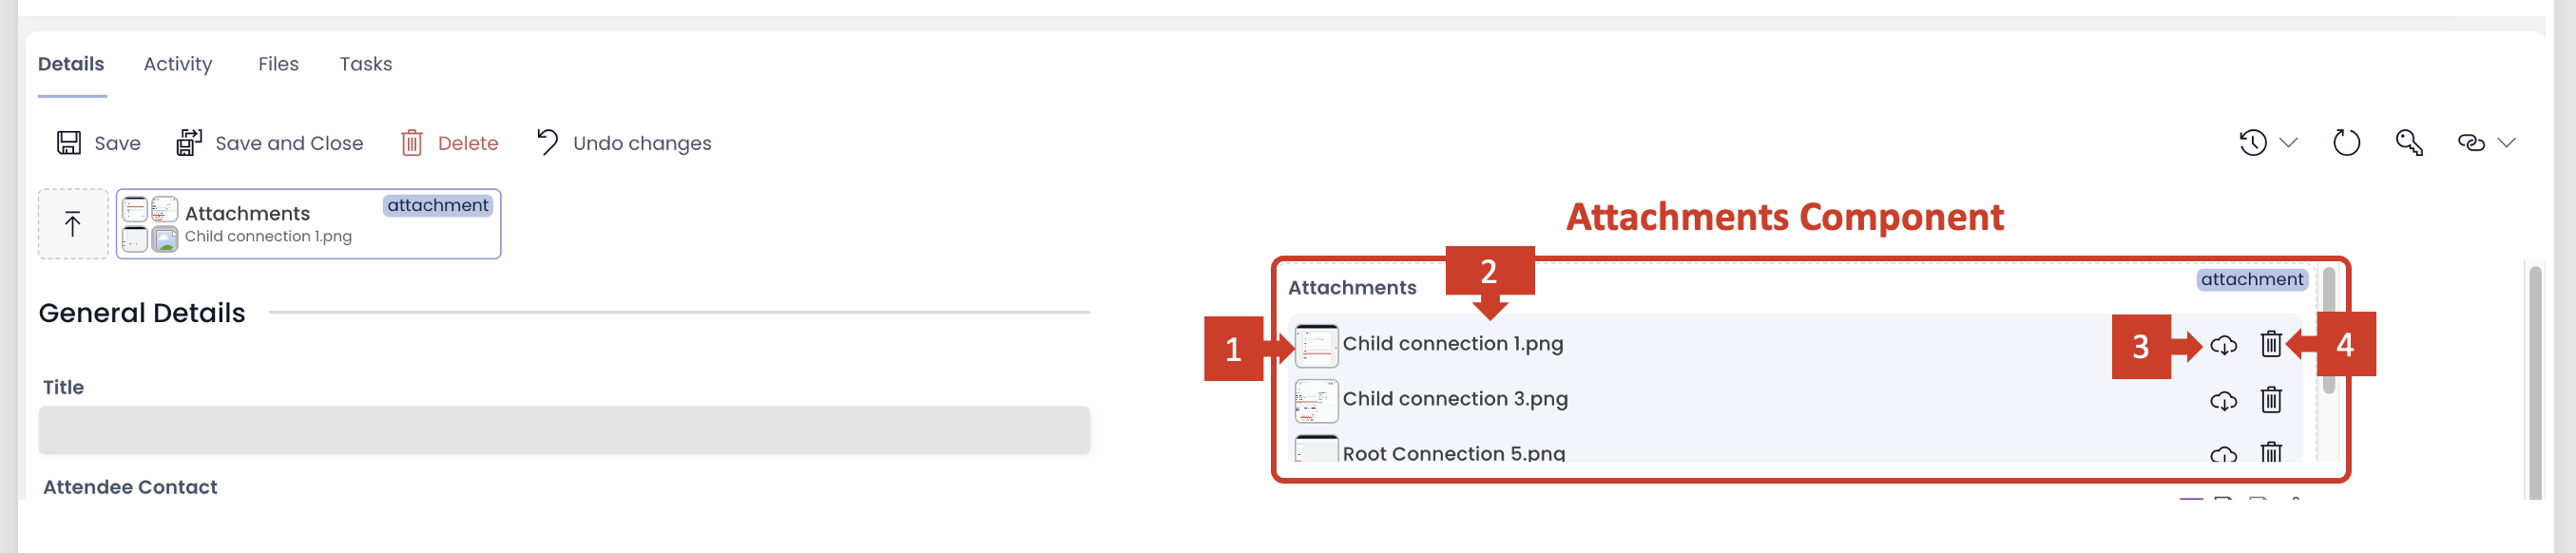 Details Activity Files Tasks
Save Save and Close Delete Undo changes
Attachments attachment
Child connection 1.png
General Details
Title
Attendee Contact
Attachments Component
2
Attachments attachment
1 Child connection 1.png 3 4
Child connection 3.png
Root Connection 5.png